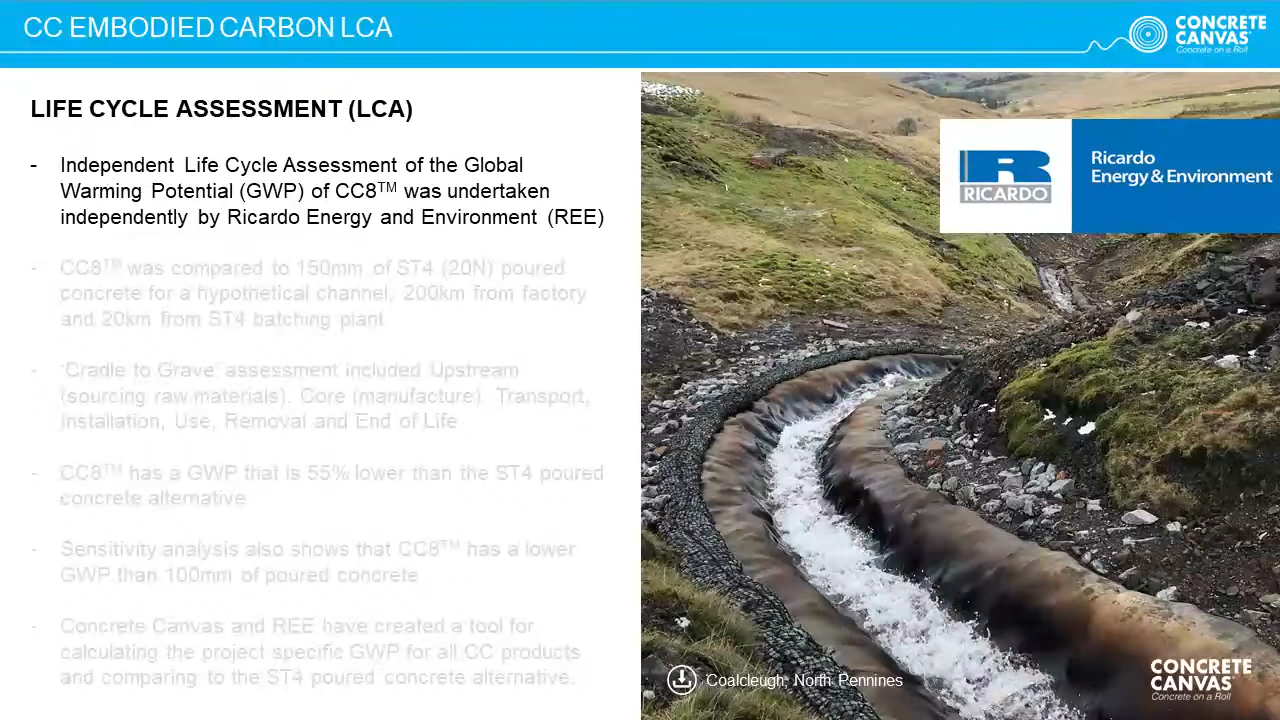 CC EMBODIED CARBON LCA
CONCRETE
CANVAS
Concrete on a Roll
LIFE CYCLE ASSESSMENT (LCA)
- Independent Life Cycle Assessment of the Global
Warming Potential (GWP) of CC8™ was undertaken
independently by Ricardo Energy and Environment (REE)
- CC8™ was compared to 150mm of ST4 (20N) poured
concrete for a hypothetical channel, 200km from factory
and 20km from ST4 batching plant
- 'Cradle to Grave' assessment included Upstream
(sourcing raw materials), Core (manufacture), Transport,
Installation, Use, Removal and End of Life
- CC8™ has a GWP that is 55% lower than the ST4 poured
concrete alternative
- Sensitivity analysis also shows that CC8™ has a lower
GWP than 100mm of poured concrete
- Concrete Canvas and REE have created a tool for
calculating the project specific GWP for all CC products
and comparing to the ST4 poured concrete alternative.
RICARDO
Ricardo
Energy & Environment
Coalcleugh, North Pennines
CONCRETE
CANVAS
Concrete on a Roll